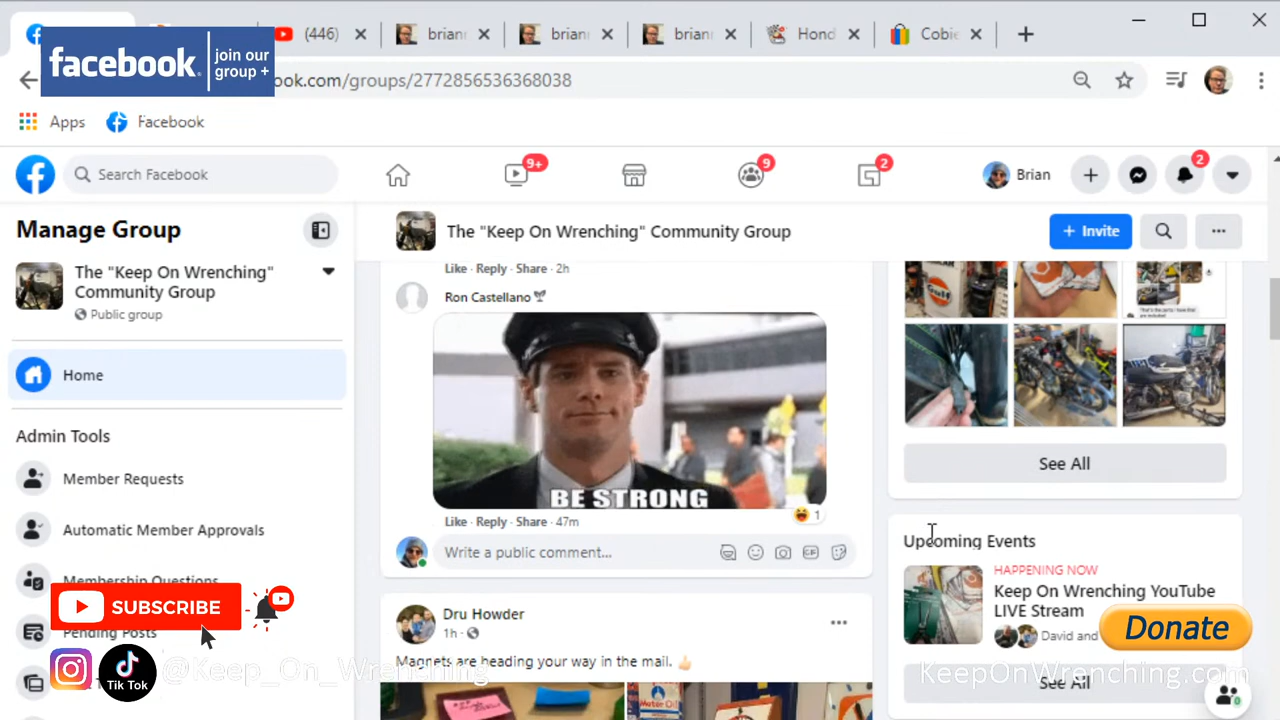 (446)
brian
brian
brian
Hond
Cobie
facebook
join our
group +
ook.com/groups/2772856536368038
Apps
Facebook
Search Facebook
9+
9
2
Brian
2
Manage Group
The "Keep On Wrenching" Community Group
+ Invite
The "Keep On Wrenching"
Community Group
Public group
Home
Admin Tools
Member Requests
Automatic Member Approvals
Membership Questions
Pending Posts
SUBSCRIBE
Tik Tok
@Keep_On_Wrenching
Like · Reply · Share · 2h
Ron Castellano
BE STRONG
1
Like · Reply · Share · 47m
Write a public comment...
GIF
Dru Howder
1h
Magnets are heading your way in the mail.
Motor Oil
Gulf
See All
Upcoming Events
HAPPENING NOW
Keep On Wrenching YouTube
LIVE Stream
David and
Donate
KeepOnWrenching.com
See All